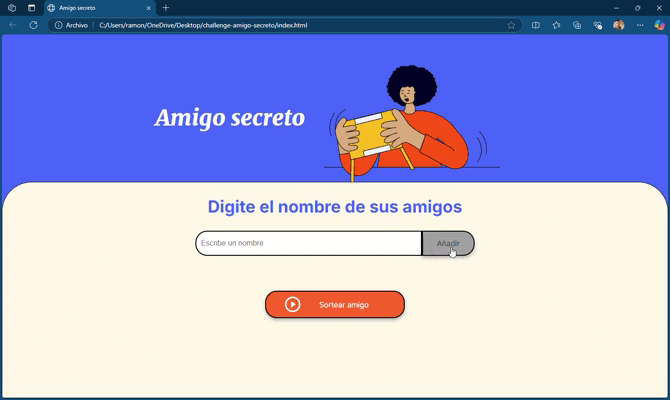 Amigo secreto
Archivo C:/Users/ramon/OneDrive/Desktop/challenge-amigo-secreto/index.html
Amigo secreto
Digite el nombre de sus amigos
Escribe un nombre
Añadir
Sortear amigo